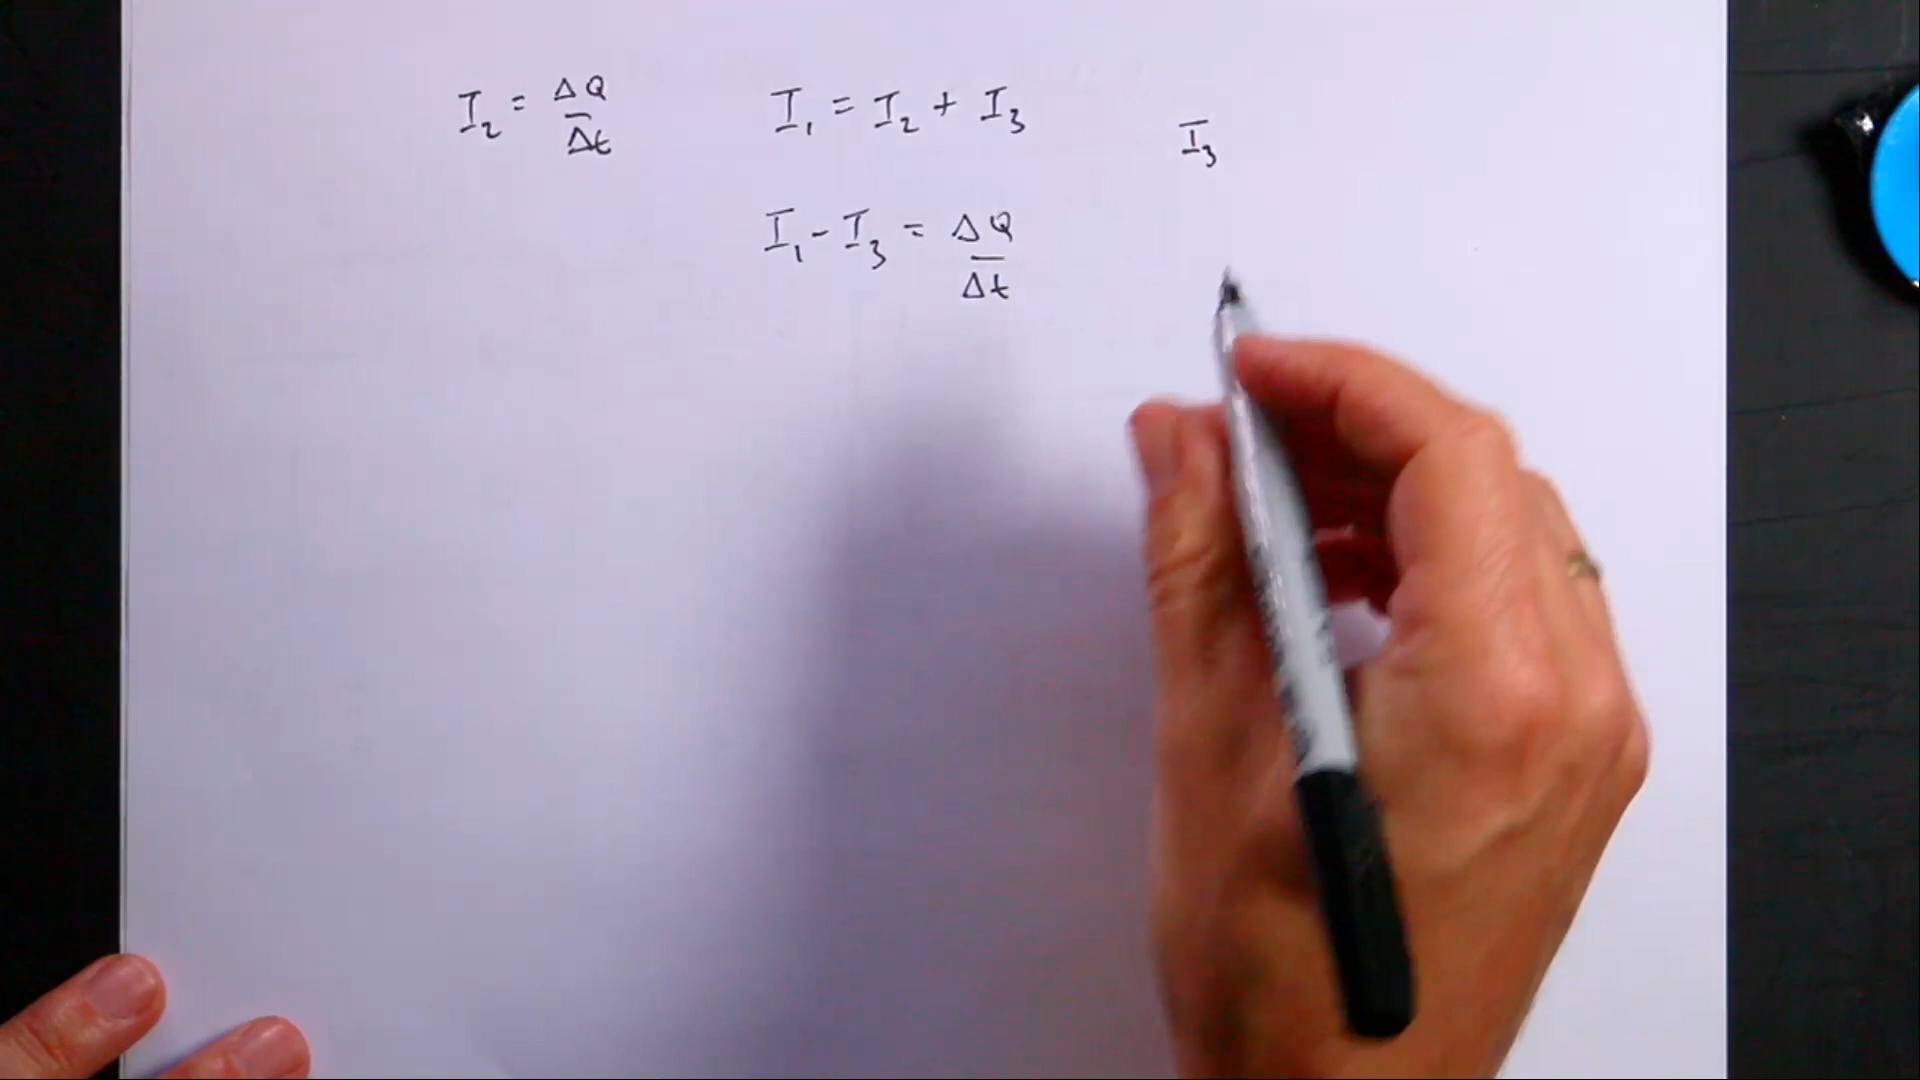 I₂ = ΔQ/Δt
I₁ = I₂ + I₃
I₃
I₁ - I₃ = ΔQ/Δt